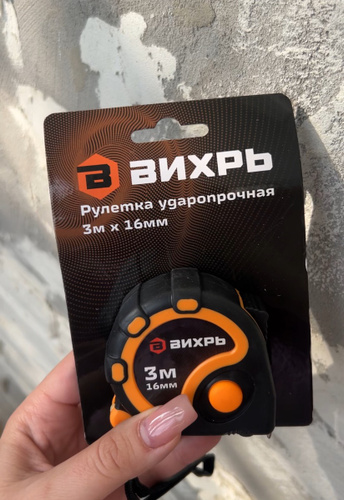 ВИХРЬ
Рулетка ударопрочная
3м x 16мм
ВИХРЬ
3м
16мм